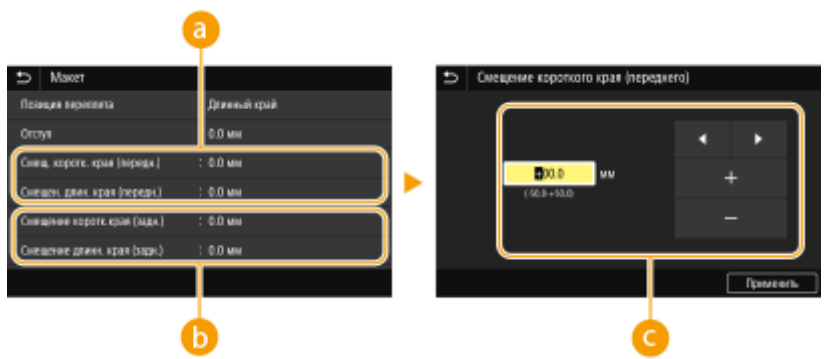 a
Макет
Позиция переплета Длинный край
Отступ 0.0 мм
Смещ. коротк. края (передн.) : 0.0 мм
Смещен. длин. края (передн.) : 0.0 мм
Смещение коротк.края (задн.) : 0.0 мм
Смещение длинн. края (задн.) : 0.0 мм
b
Смещение короткого края (переднего)
+00.0 мм
(-50.0-+50.0)
+
−
Применить
c